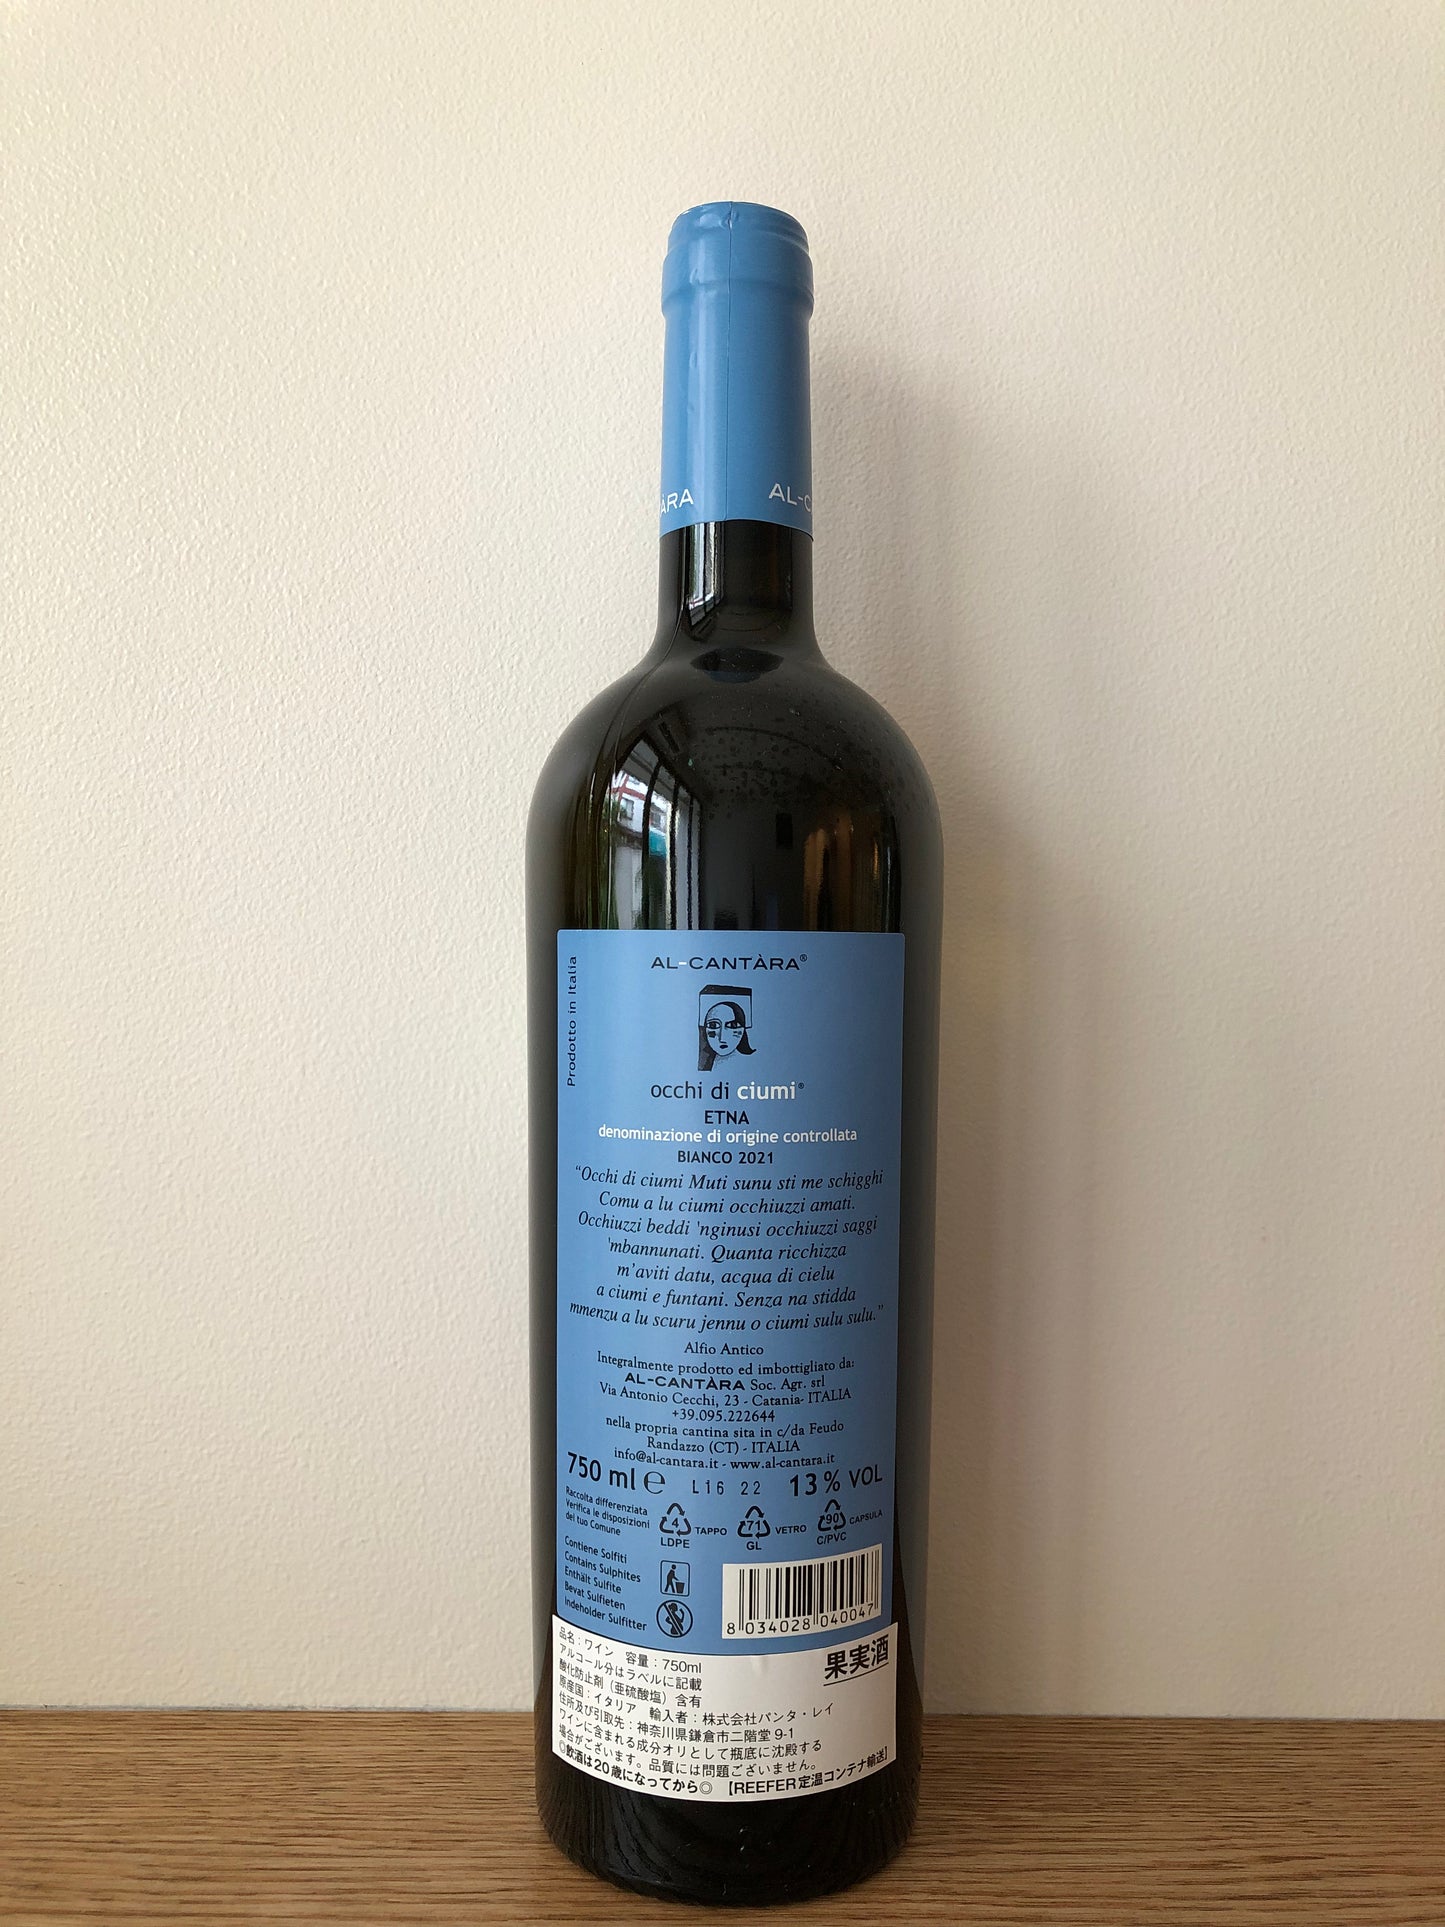 ÀRA AL-C
AL-CANTÀRA®
Prodotto in Italia
occhi di ciumi®
ETNA
denominazione di origine controllata
BIANCO 2021
“Occhi di ciumi Muti sunu sti me schigghi
Comu a lu ciumi occhiuzzi amati.
Occhiuzzi beddi 'nginusi occhiuzzi saggi
'mbannunati. Quanta ricchizza
m'aviti datu, acqua di cielu
a ciumi e funtani. Senza na stidda
mmenzu a lu scuru jennu o ciumi sulu sulu.”
Alfio Antico
Integralmente prodotto ed imbottigliato da:
AL-CANTÀRA Soc. Agr. srl
Via Antonio Cecchi, 23 - Catania- ITALIA
+39.095.222644
nella propria cantina sita in c/da Feudo
Randazzo (CT) - ITALIA
info@al-cantara.it - www.al-cantara.it
750 ml ℮ L16 22 13 % VOL
Raccolta differenziata
Verifica le disposizioni
del tuo Comune
4 TAPPO
LDPE
71 VETRO
GL
90 CAPSULA
C/PVC
Contiene Solfiti
Contains Sulphites
Enthält Sulfite
Bevat Sulfieten
Indeholder Sulfitter
8 034028 040047
品名：ワイン 容量：750ml
果実酒
アルコール分はラベルに記載
酸化防止剤（亜硫酸塩）含有
原産国：イタリア 輸入者：株式会社パンタ・レイ
住所及び引取先：神奈川県鎌倉市二階堂 9-1
ワインに含まれる成分オリとして瓶底に沈殿する
場合がございます。品質には問題ございません。
◎飲酒は20歳になってから◎ 【REEFER定温コンテナ輸送】